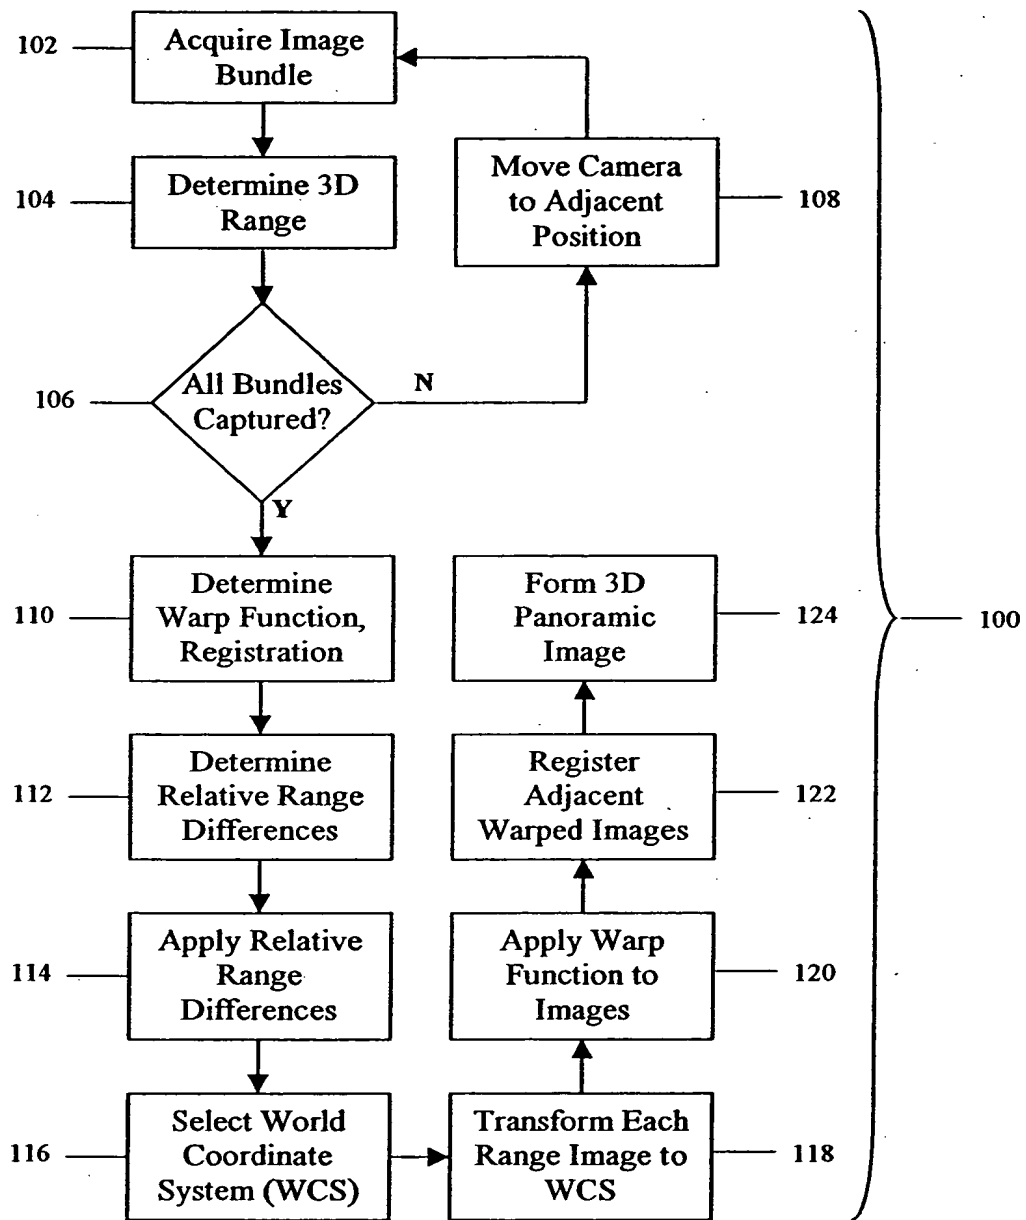 102
Acquire Image
Bundle
104
Determine 3D
Range
Move Camera
to Adjacent
Position
108
106
All Bundles
Captured?
N
Y
110
Determine
Warp Function,
Registration
Form 3D
Panoramic
Image
124
100
112
Determine
Relative Range
Differences
Register
Adjacent
Warped Images
122
114
Apply Relative
Range
Differences
Apply Warp
Function to
Images
120
116
Select World
Coordinate
System (WCS)
Transform Each
Range Image to
WCS
118